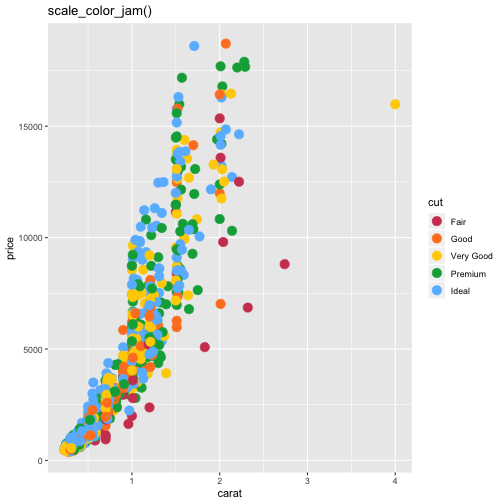 scale_color_jam()
15000
10000
5000
0
price
1
2
3
4
carat
cut
Fair
Good
Very Good
Premium
Ideal